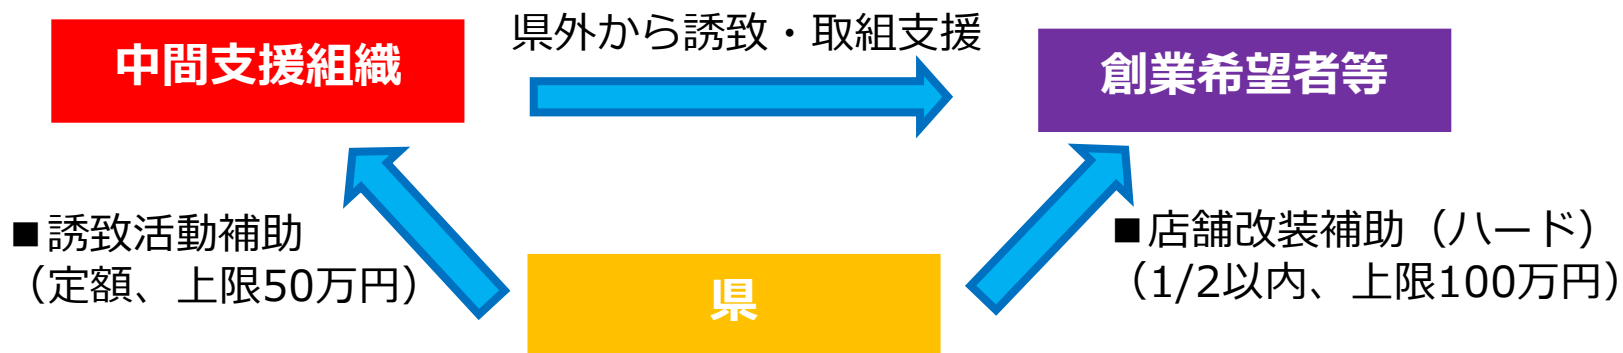 県外から誘致・取組支援
中間支援組織
創業希望者等
■誘致活動補助
（定額、上限50万円）
■店舗改装補助（ハード）
（1/2以内、上限100万円）
県